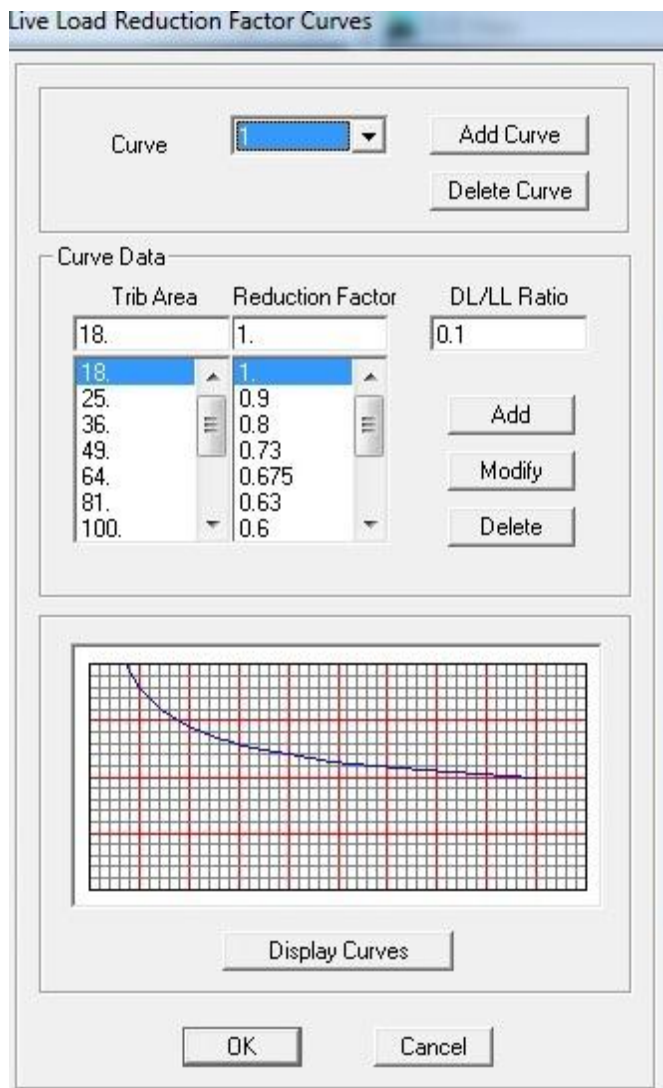 Live Load Reduction Factor Curves
Curve
1
Add Curve
Delete Curve
Curve Data
Trib Area Reduction Factor DL/LL Ratio
18. 1. 0.1
18. 1.
25. 0.9
36. 0.8
49. 0.73
64. 0.675
81. 0.63
100. 0.6
Add
Modify
Delete
Display Curves
OK Cancel